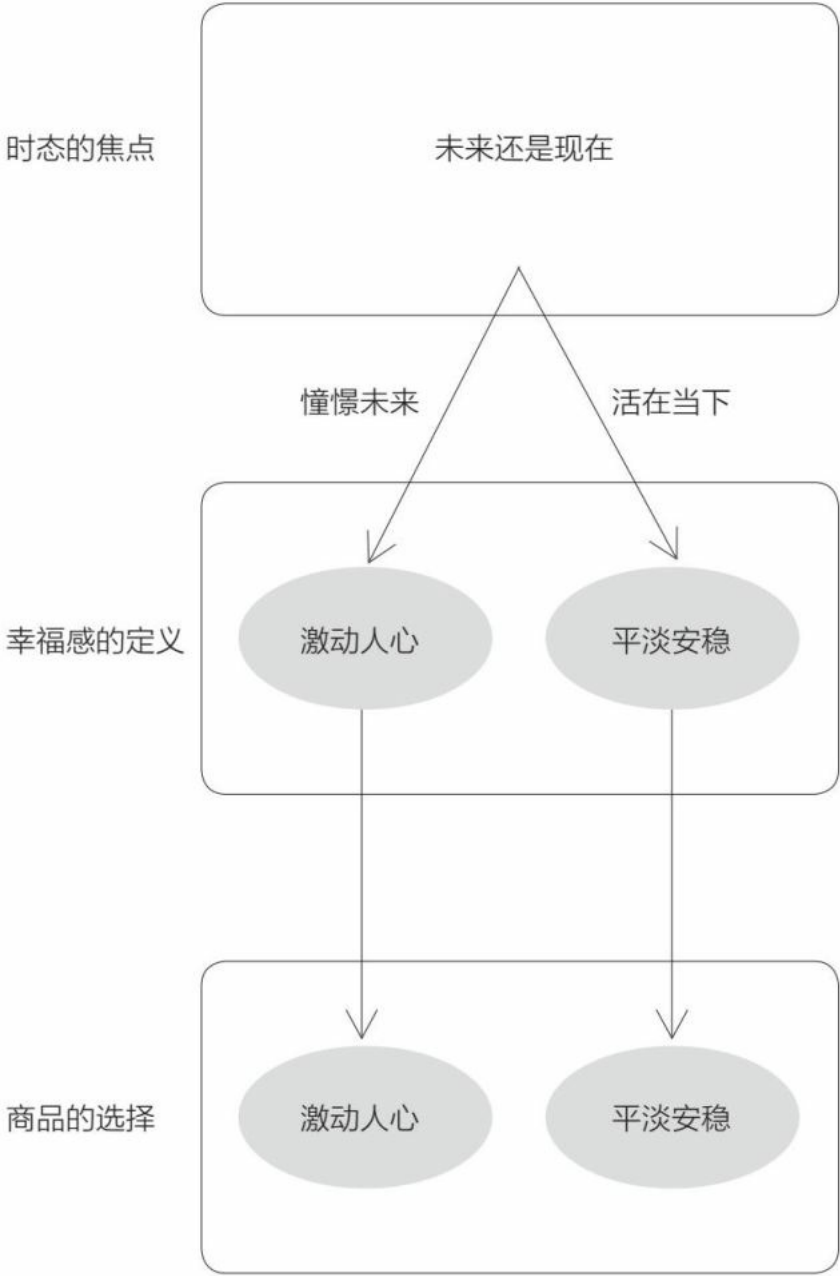 时态的焦点
未来还是现在
憧憬未来
活在当下
幸福感的定义
激动人心
平淡安稳
商品的选择
激动人心
平淡安稳